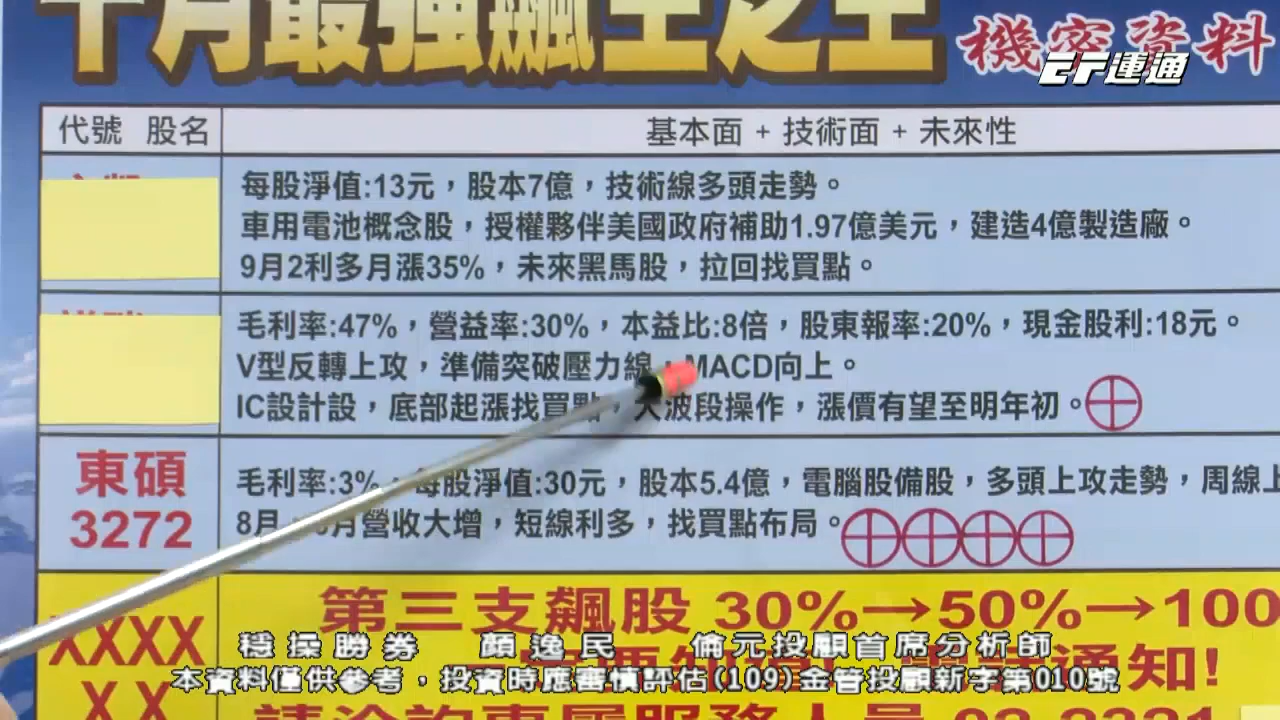 十月最強飆王之王
機密資料
EF運通
代號 股名
基本面 + 技術面 + 未來性
每股淨值:13元，股本7億，技術線多頭走勢。
車用電池概念股，授權夥伴美國政府補助1.97億美元，建造4億製造廠。
9月2利多月漲35%，未來黑馬股，拉回找買點。
毛利率:47%，營益率:30%，本益比:8倍，股東報率:20%，現金股利:18元。
V型反轉上攻，準備突破壓力線，MACD向上。
IC設計設，底部起漲找買點，大波段操作，漲價有望至明年初。
東碩
3272
毛利率:3%，每股淨值:30元，股本5.4億，電腦股備股，多頭上攻走勢，周線上
8月 月營收大增，短線利多，找買點布局。
XXXX
XX
第三支飆股 30%→50%→100
通知!
請洽詢專屬服務人員
穩操勝券 顏逸民 倫元投顧首席分析師
本資料僅供參考，投資時應審慎評估(109)金管投顧新字第010號